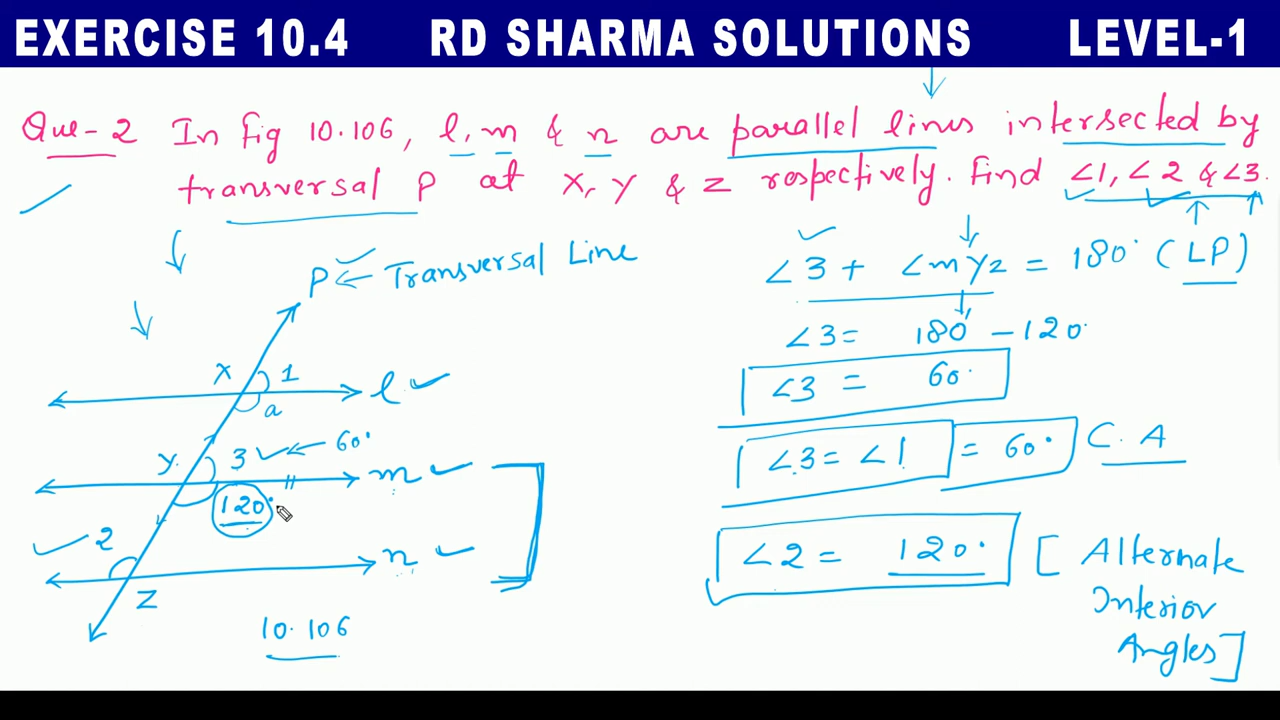 EXERCISE 10.4 RD SHARMA SOLUTIONS LEVEL-1
Que-2 In fig 10.106, l, m & n are parallel lines intersected by
transversal P at X, Y & Z respectively. Find ∠1, ∠2 & ∠3.
P ← Transversal Line
X 1
a l
Y 3 ← 60°
m
120°
2
n
Z
10.106
∠3 + ∠mYZ = 180° (LP)
∠3 = 180 - 120°
∠3 = 60°
∠3 = ∠1 = 60° C.A
∠2 = 120° [Alternate
Interior
Angles]